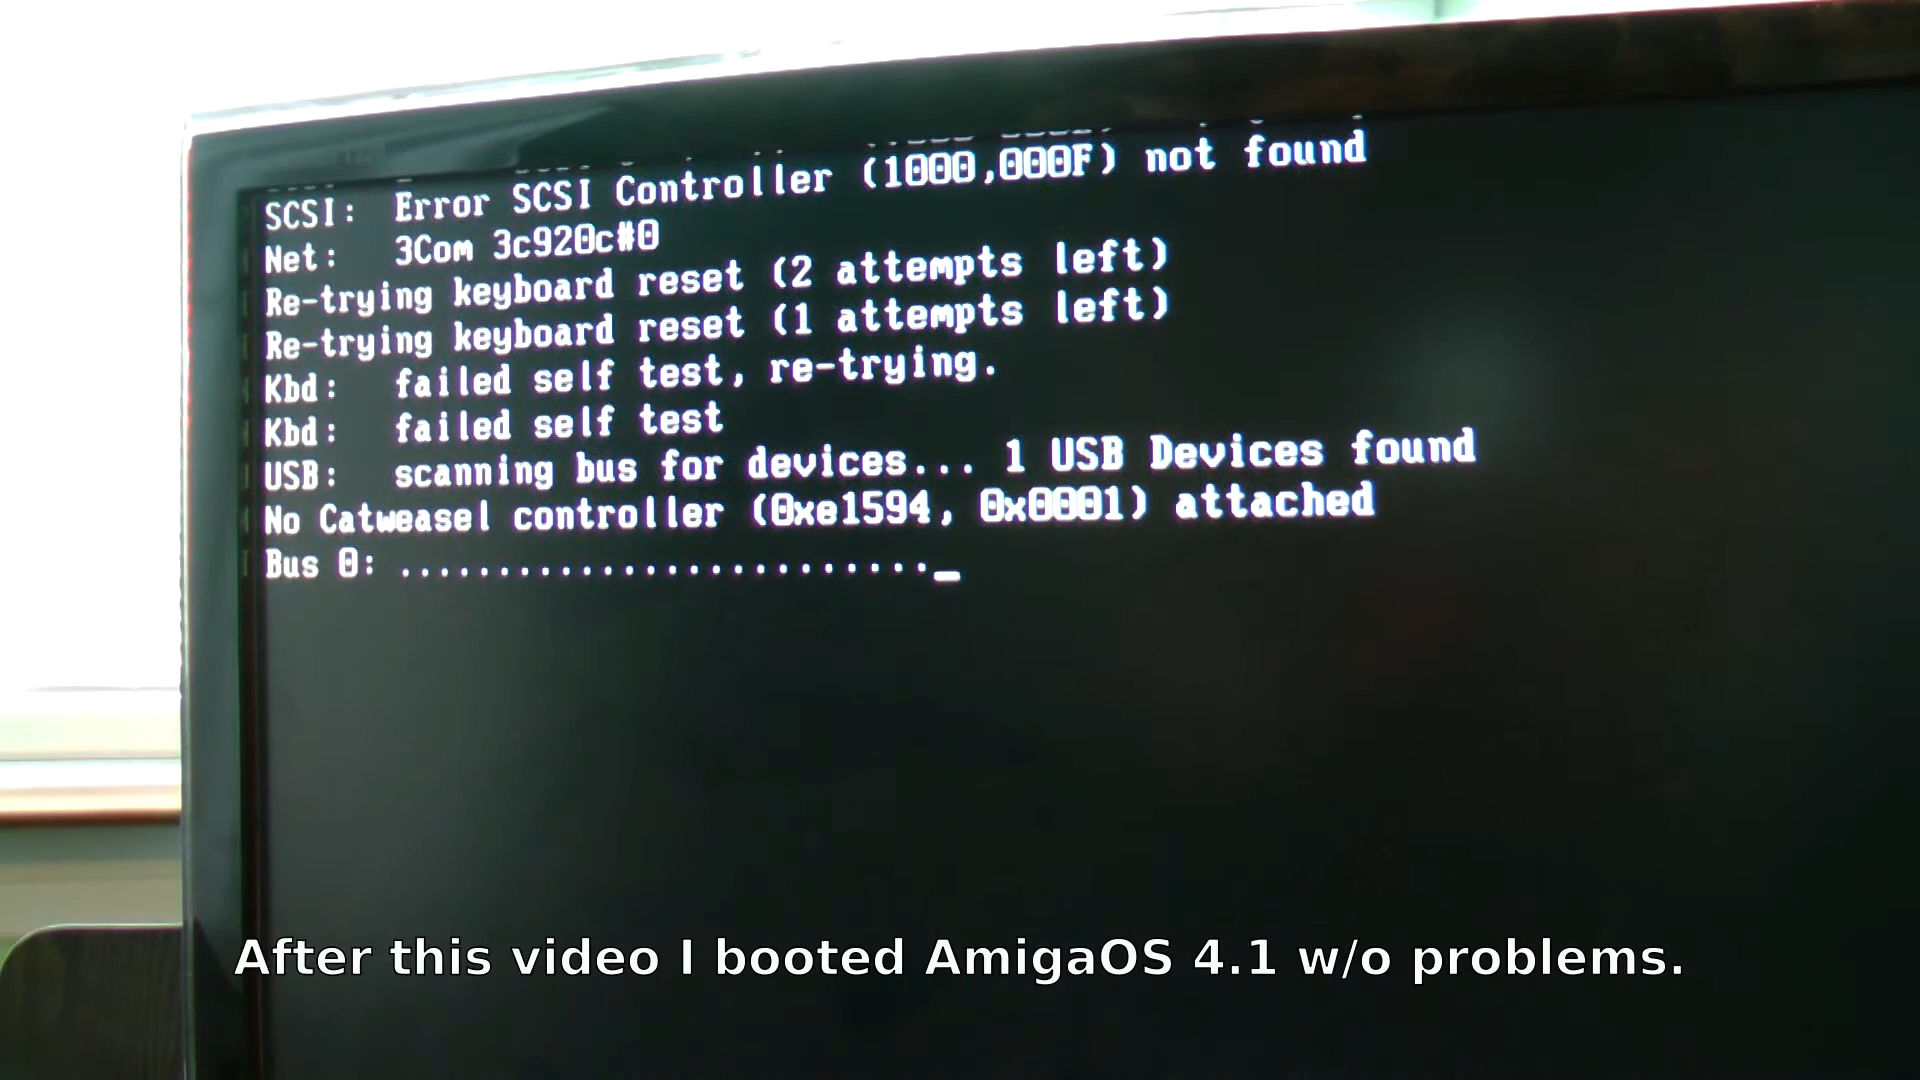 SCSI: Error SCSI Controller (1000,000F) not found
Net: 3Com 3c920c#0
Re-trying keyboard reset (2 attempts left)
Re-trying keyboard reset (1 attempts left)
Kbd: failed self test, re-trying.
Kbd: failed self test
USB: scanning bus for devices... 1 USB Devices found
No Catweasel controller (0xe1594, 0x0001) attached
Bus 0: ..........................._
After this video I booted AmigaOS 4.1 w/o problems.